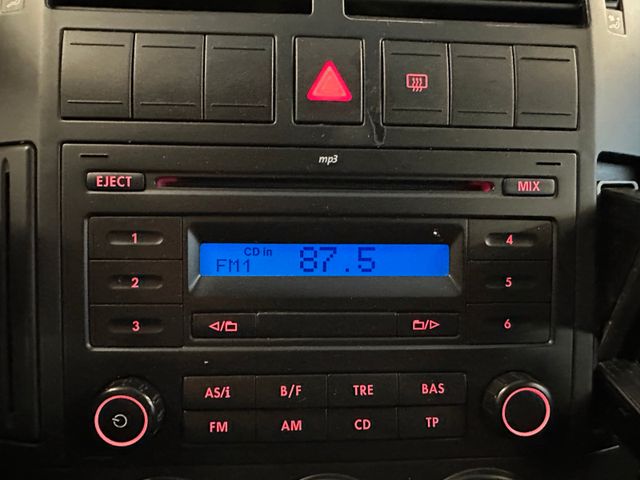 mp3
EJECT
MIX
1
4
CD in
FM1 87.5
2
5
3
6
AS/i B/F TRE BAS
FM AM CD TP